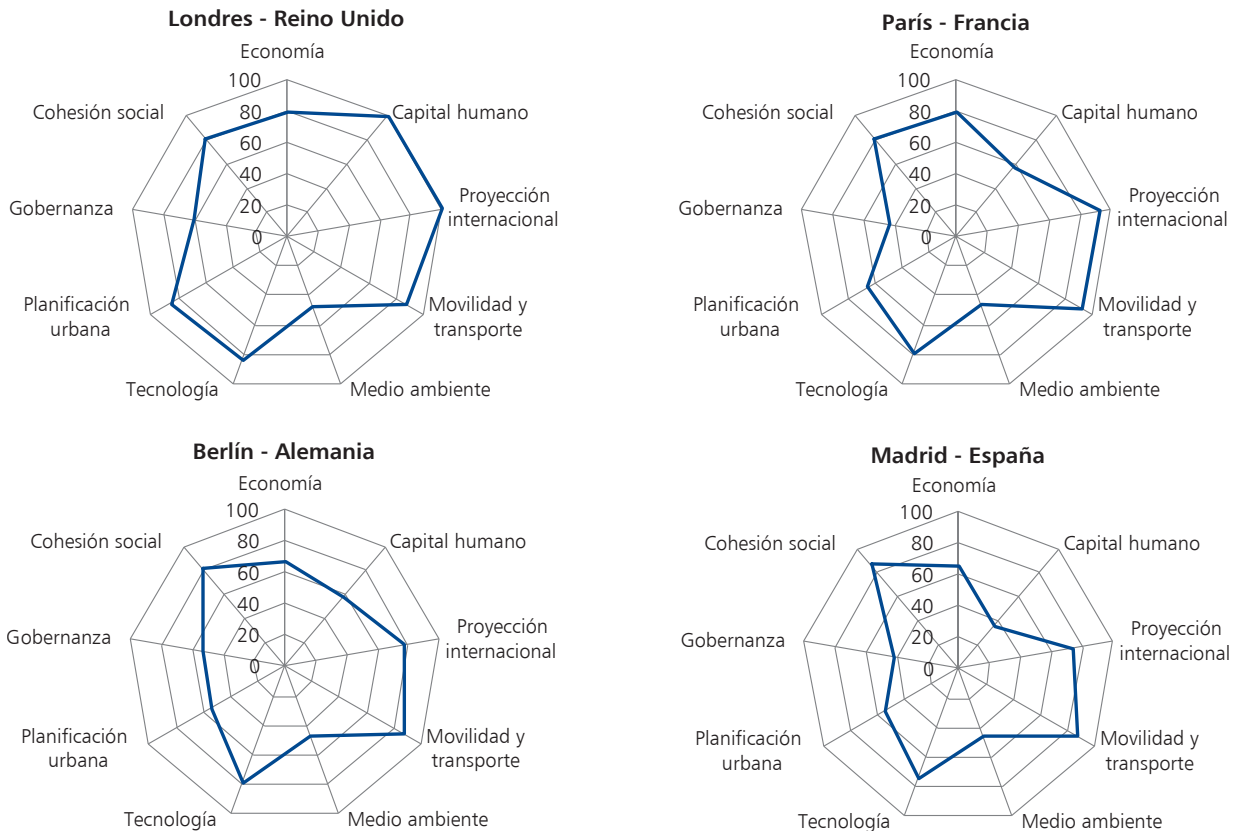 Londres - Reino Unido
Economía
100
80
60
40
20
0
Capital humano
Proyección
internacional
Movilidad y
transporte
Medio ambiente
Tecnología
Planificación
urbana
Gobernanza
Cohesión social
París - Francia
Economía
100
80
60
40
20
0
Capital humano
Proyección
internacional
Movilidad y
transporte
Medio ambiente
Tecnología
Planificación
urbana
Gobernanza
Cohesión social
Berlín - Alemania
Economía
100
80
60
40
20
0
Capital humano
Proyección
internacional
Movilidad y
transporte
Medio ambiente
Tecnología
Planificación
urbana
Gobernanza
Cohesión social
Madrid - España
Economía
100
80
60
40
20
0
Capital humano
Proyección
internacional
Movilidad y
transporte
Medio ambiente
Tecnología
Planificación
urbana
Gobernanza
Cohesión social